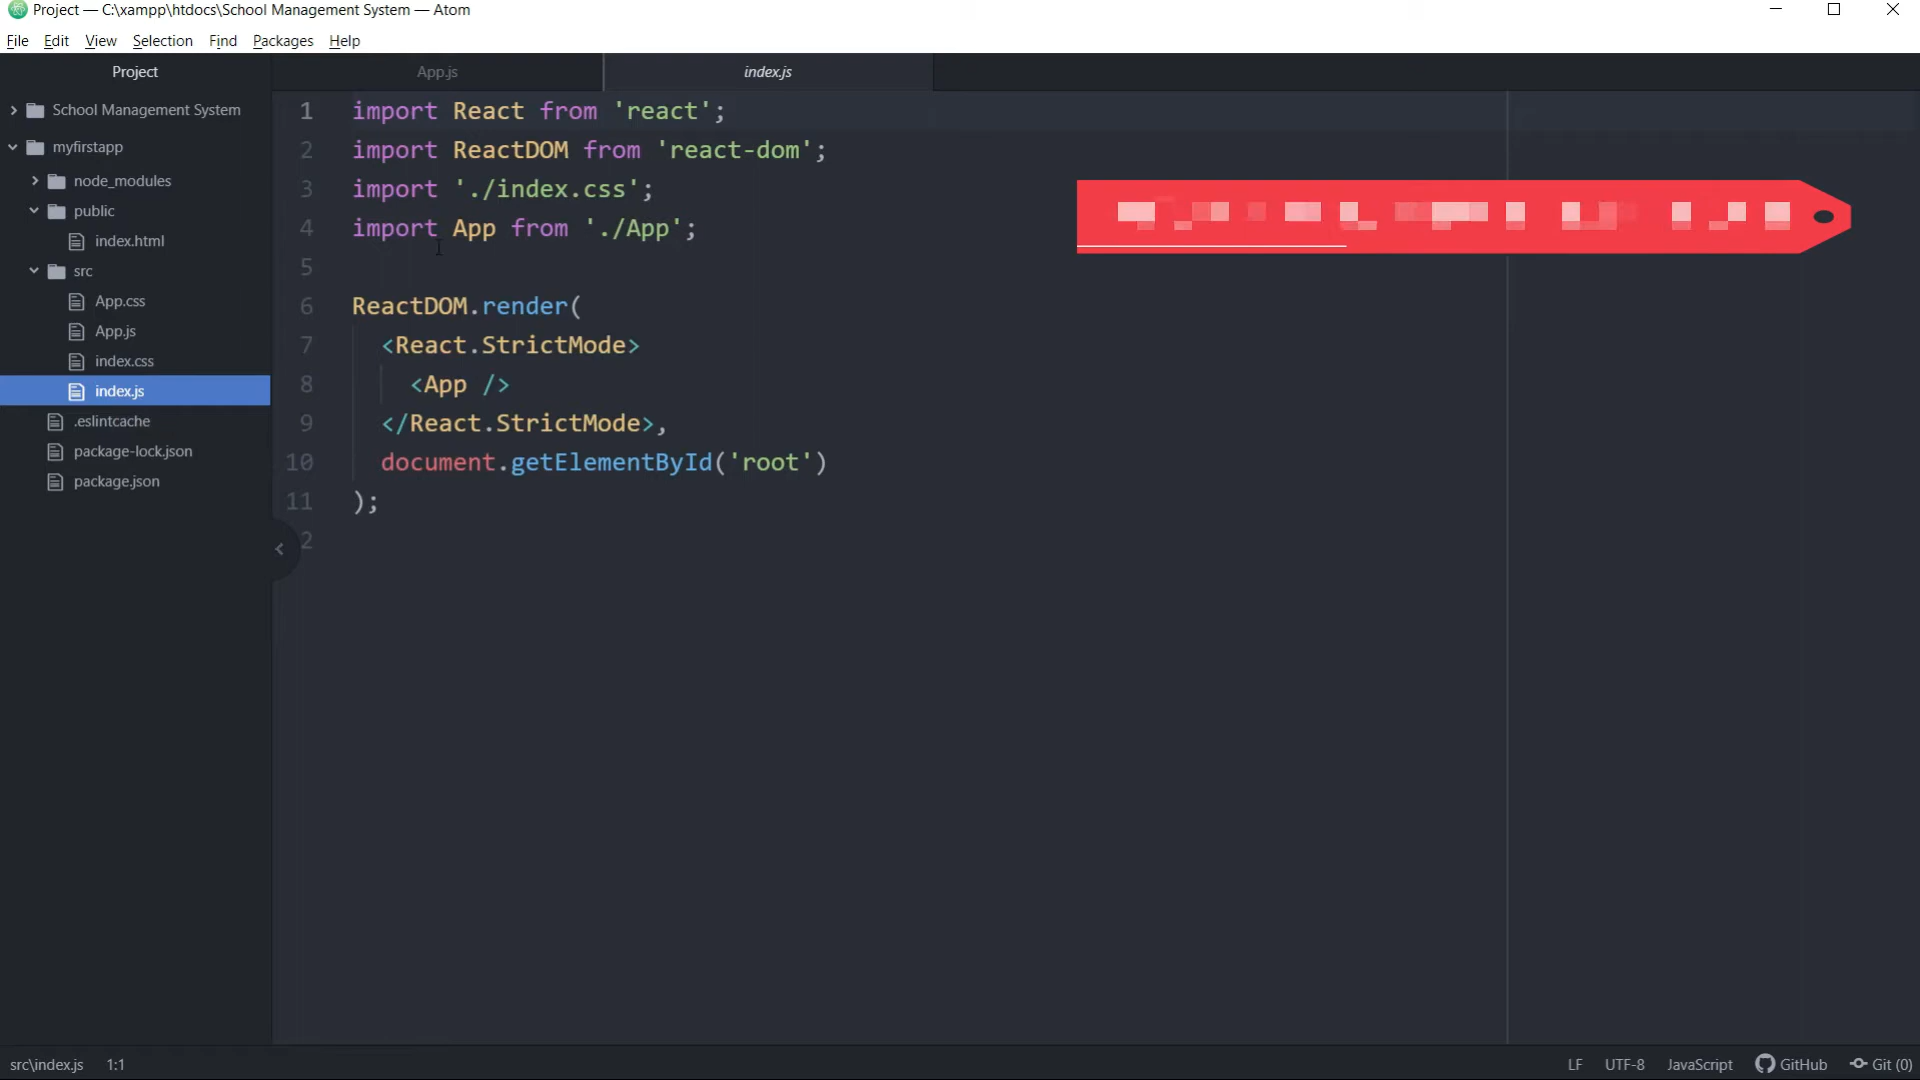 Project — C:\xampp\htdocs\School Management System — Atom
File Edit View Selection Find Packages Help
Project
App.js
index.js
School Management System
myfirstapp
node_modules
public
index.html
src
App.css
App.js
index.css
index.js
.eslintcache
package-lock.json
package.json
1 import React from 'react';
2 import ReactDOM from 'react-dom';
3 import './index.css';
4 import App from './App';
5
6 ReactDOM.render(
7 <React.StrictMode>
8 <App />
9 </React.StrictMode>,
10 document.getElementById('root')
11 );
2
src\index.js 1:1
LF UTF-8 JavaScript GitHub Git (0)